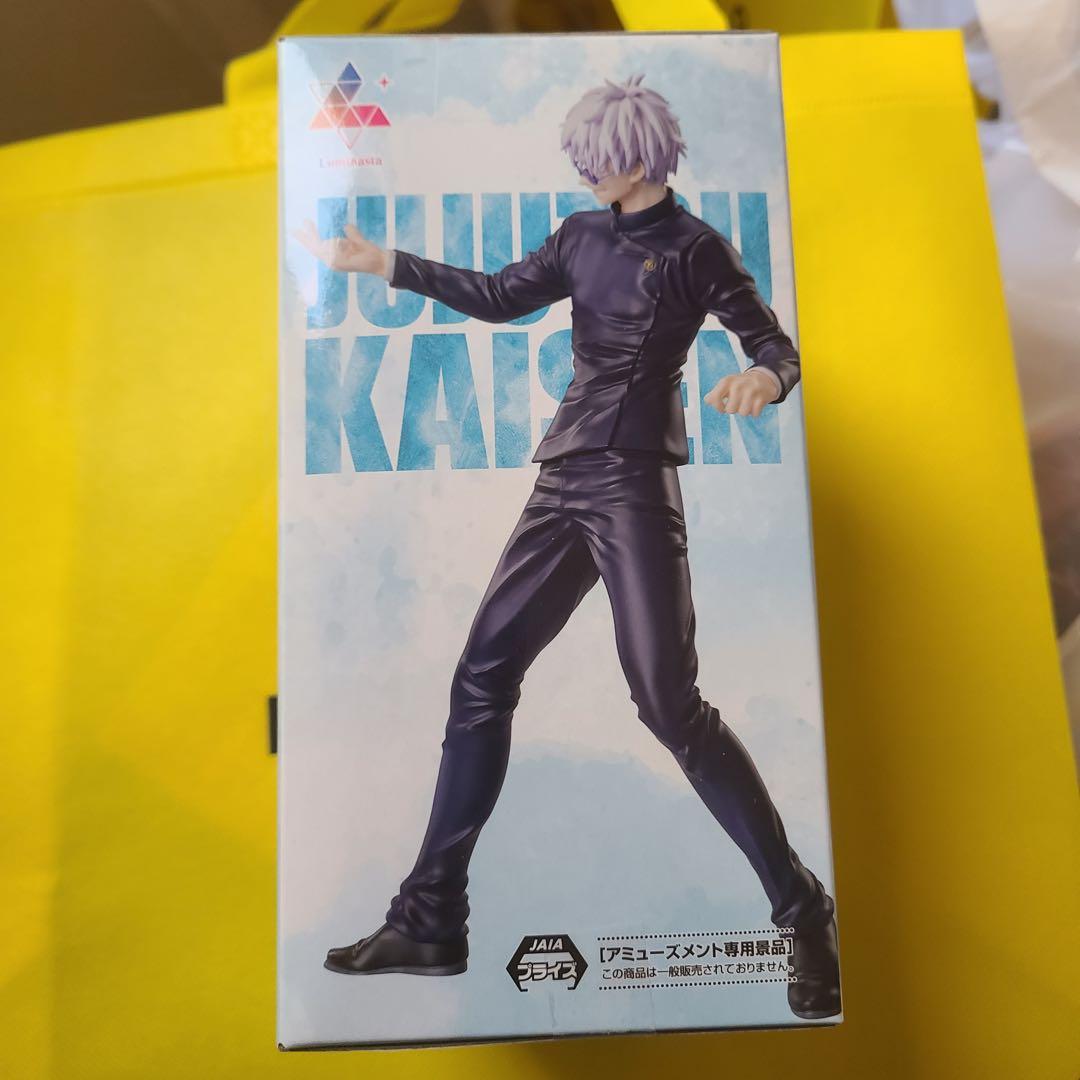 Luminasta
JUJUTSU
KAISEN
JAIA
プライズ
[アミューズメント専用景品]
この商品は一般販売されておりません。